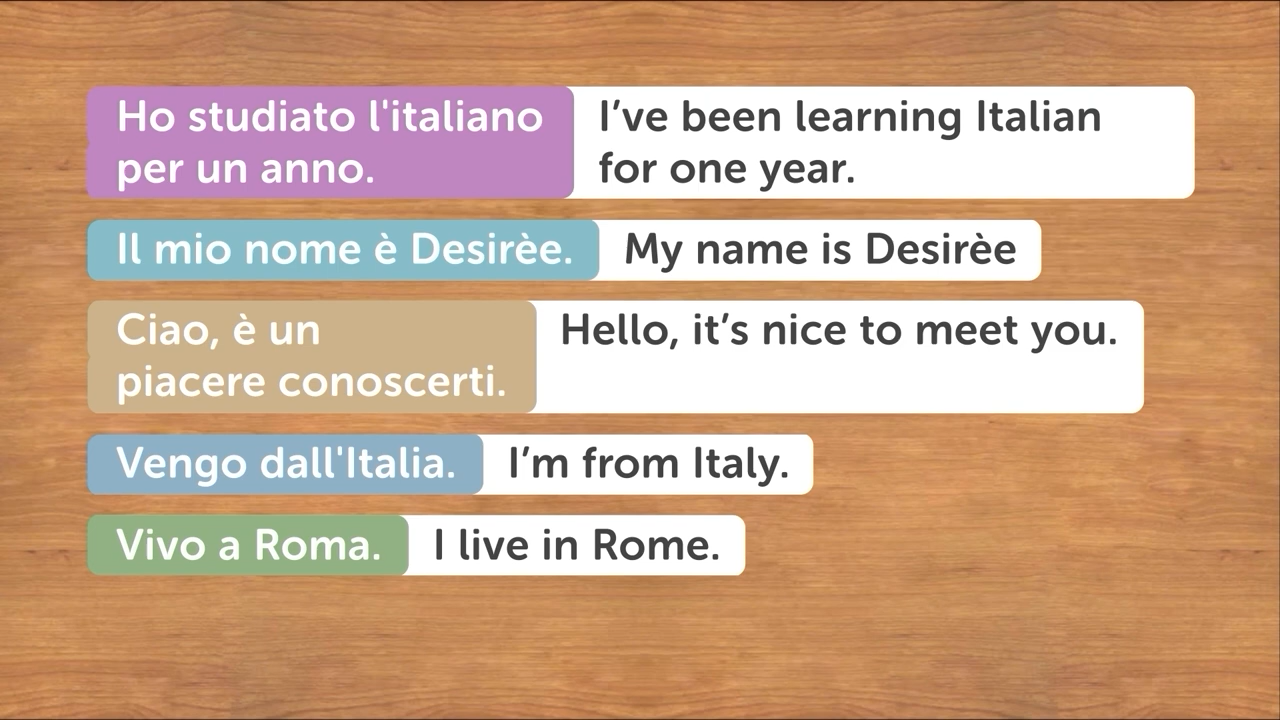 Ho studiato l'italiano
per un anno.
I’ve been learning Italian
for one year.
Il mio nome è Desirèe.
My name is Desirèe
Ciao, è un
piacere conoscerti.
Hello, it’s nice to meet you.
Vengo dall'Italia.
I’m from Italy.
Vivo a Roma.
I live in Rome.